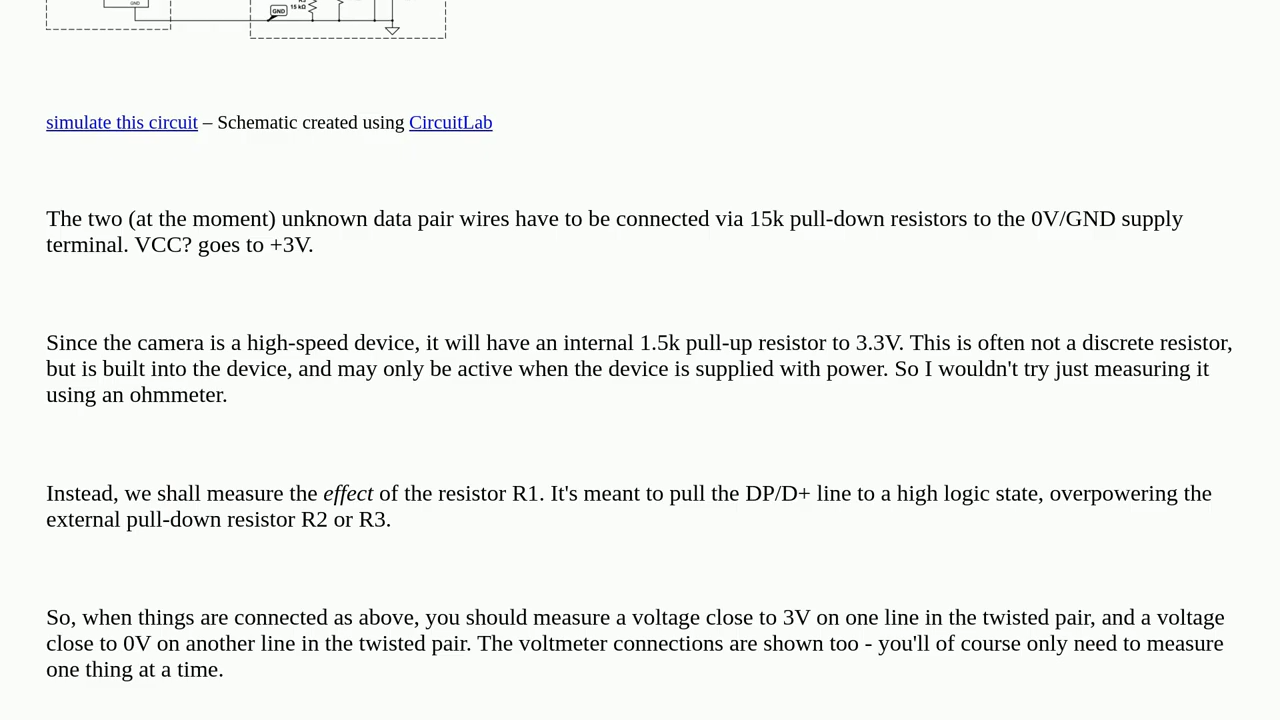 GND
GND
15 kΩ
simulate this circuit – Schematic created using CircuitLab
The two (at the moment) unknown data pair wires have to be connected via 15k pull-down resistors to the 0V/GND supply
terminal. VCC? goes to +3V.
Since the camera is a high-speed device, it will have an internal 1.5k pull-up resistor to 3.3V. This is often not a discrete resistor,
but is built into the device, and may only be active when the device is supplied with power. So I wouldn't try just measuring it
using an ohmmeter.
Instead, we shall measure the effect of the resistor R1. It's meant to pull the DP/D+ line to a high logic state, overpowering the
external pull-down resistor R2 or R3.
So, when things are connected as above, you should measure a voltage close to 3V on one line in the twisted pair, and a voltage
close to 0V on another line in the twisted pair. The voltmeter connections are shown too - you'll of course only need to measure
one thing at a time.